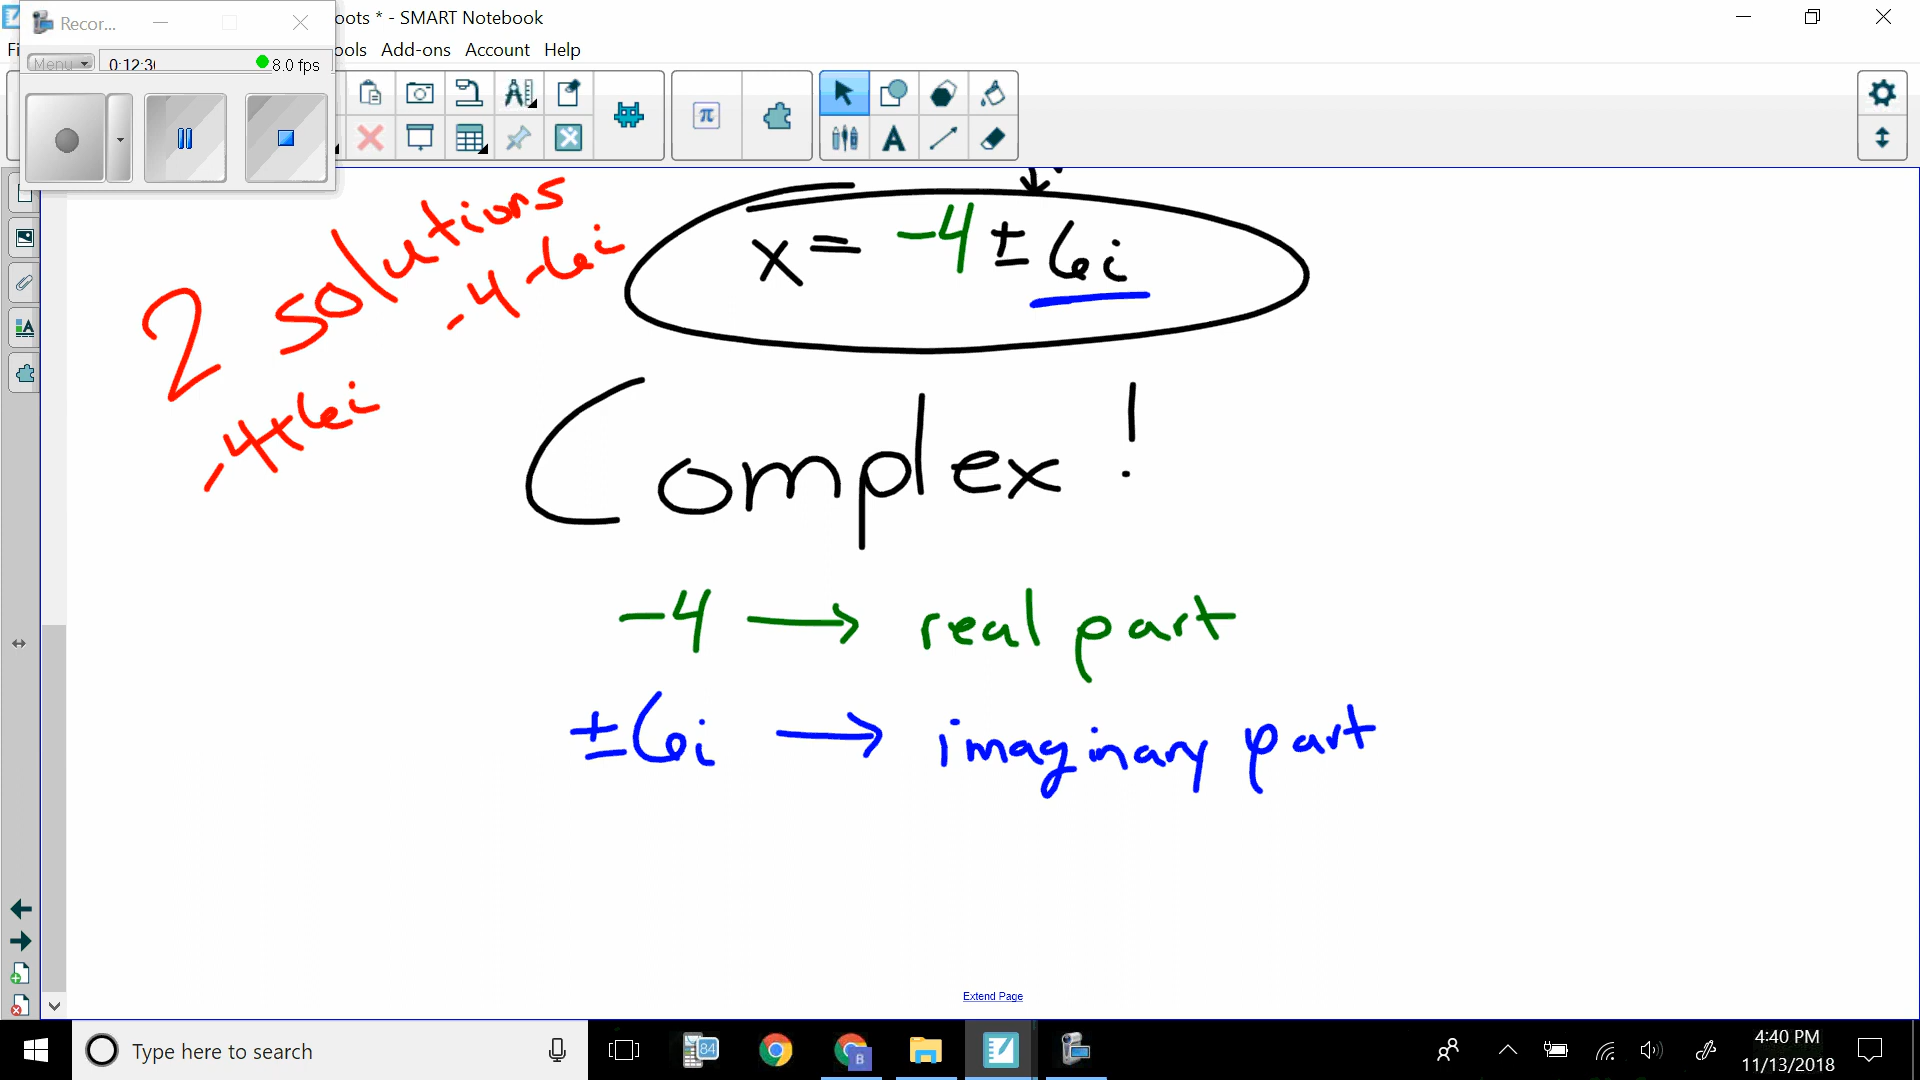 Recor...
oots * - SMART Notebook
Menu
0:12:30
8.0 fps
ools Add-ons Account Help
2 solutions
-4 -6i
-4+6i
x = -4 ± 6i
Complex!
-4 → real part
±6i → imaginary part
Extend Page
Type here to search
84
B
4:40 PM
11/13/2018